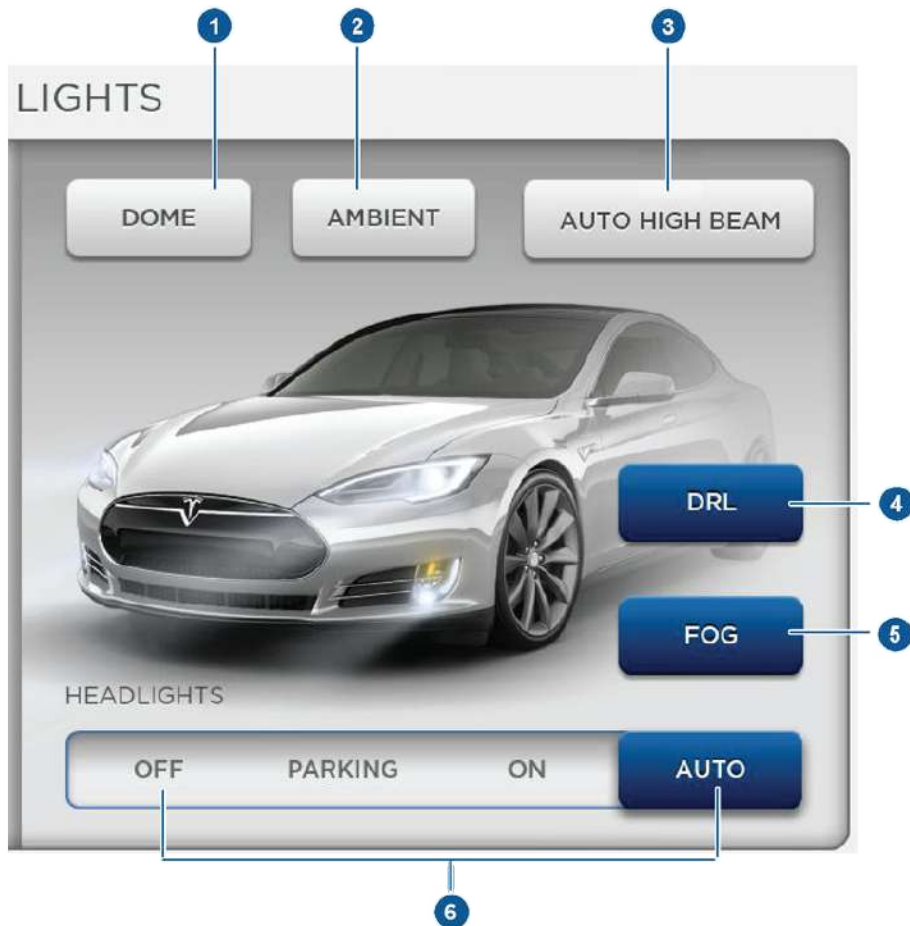 1 2 3
LIGHTS
DOME AMBIENT AUTO HIGH BEAM
DRL 4
FOG 5
HEADLIGHTS
OFF PARKING ON AUTO
6